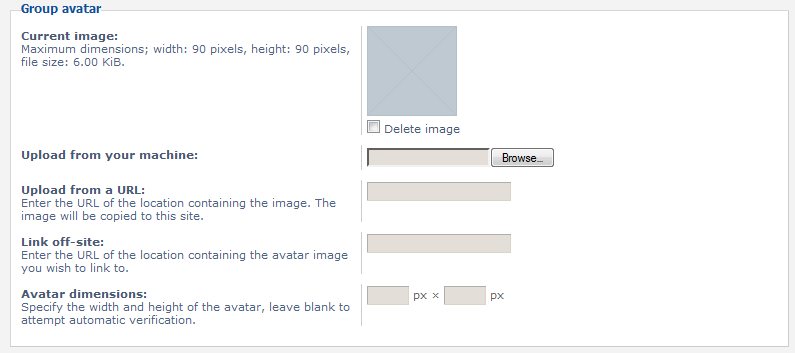 Group avatar
Current image:
Maximum dimensions; width: 90 pixels, height: 90 pixels,
file size: 6.00 KiB.
Delete image
Upload from your machine:
Browse...
Upload from a URL:
Enter the URL of the location containing the image. The
image will be copied to this site.
Link off-site:
Enter the URL of the location containing the avatar image
you wish to link to.
Avatar dimensions:
Specify the width and height of the avatar, leave blank to
attempt automatic verification.
px × px